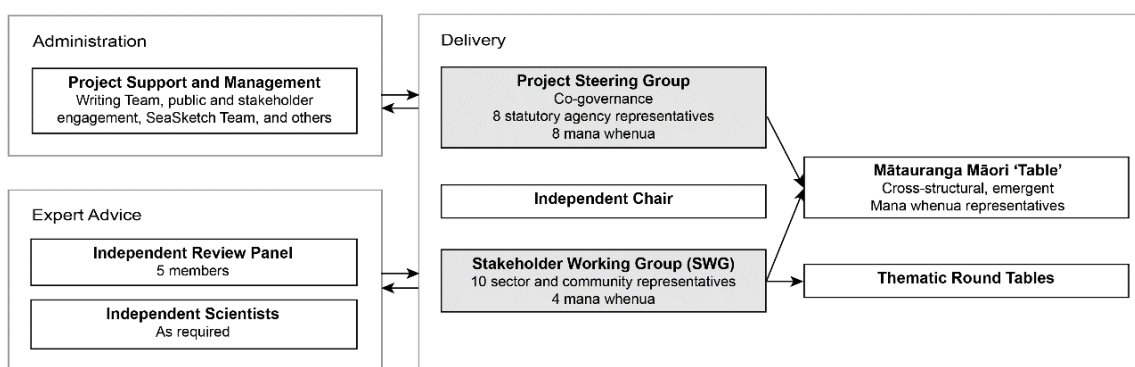 Administration
Project Support and Management
Writing Team, public and stakeholder
engagement, SeaSketch Team, and others
Expert Advice
Independent Review Panel
5 members
Independent Scientists
As required
Delivery
Project Steering Group
Co-governance
8 statutory agency representatives
8 mana whenua
Independent Chair
Stakeholder Working Group (SWG)
10 sector and community representatives
4 mana whenua
Mātauranga Māori ‘Table’
Cross-structural, emergent
Mana whenua representatives
Thematic Round Tables